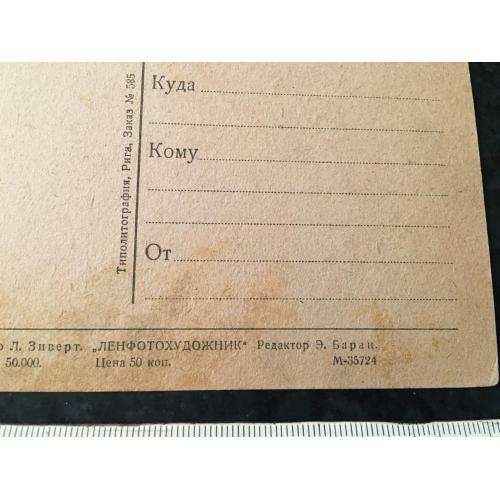 Типолитография, Рига, Заказ № 585
Куда
Кому
От
о Л. Зиверт. „ЛЕНФОТОХУДОЖНИК“ Редактор Э. Баран.
50.000. Цена 50 коп. М-35724